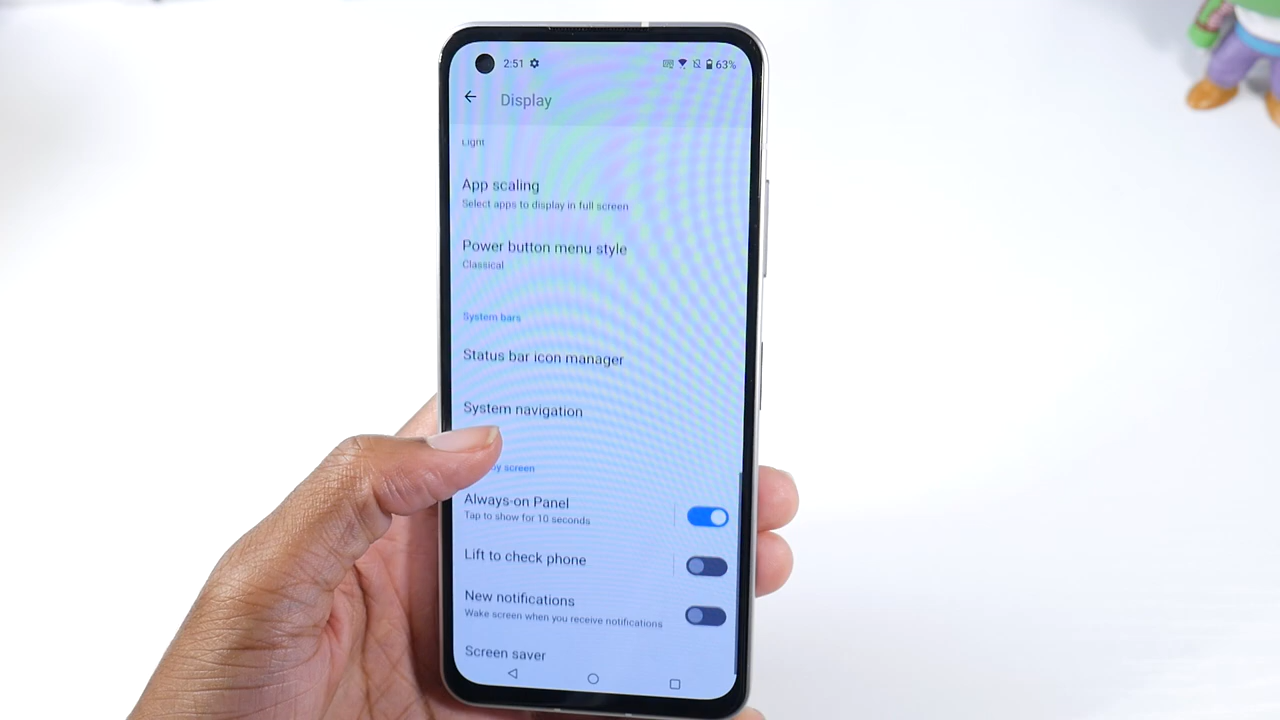 2:51 63%
Display
Light
App scaling
Select apps to display in full screen
Power button menu style
Classical
System bars
Status bar icon manager
System navigation
by screen
Always-on Panel
Tap to show for 10 seconds
Lift to check phone
New notifications
Wake screen when you receive notifications
Screen saver